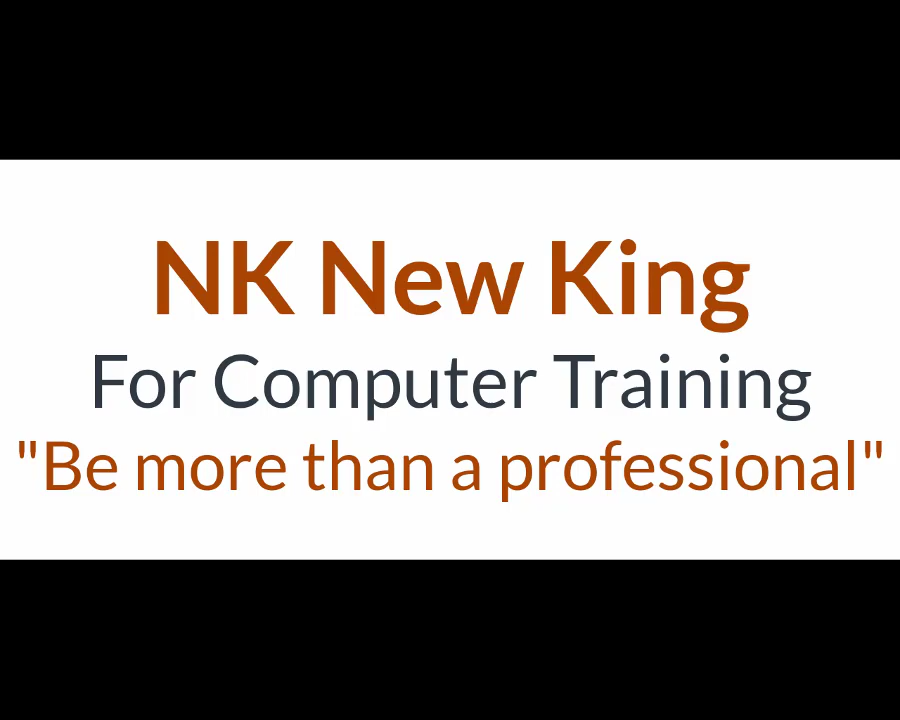 NK New King
For Computer Training
"Be more than a professional"